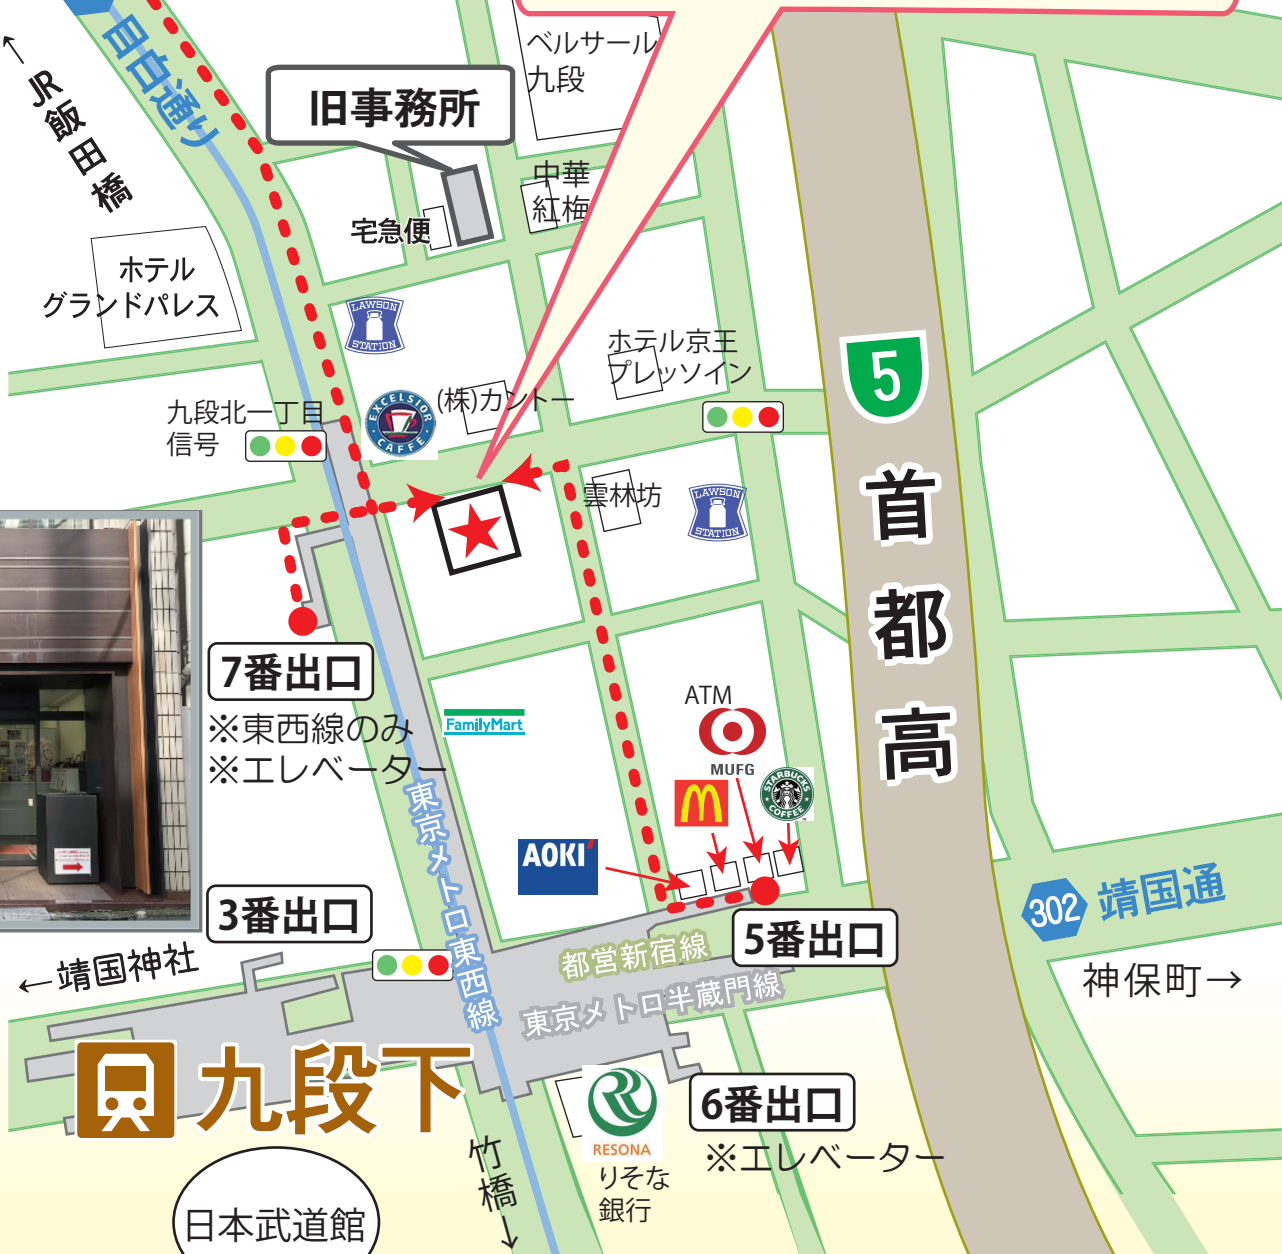 ベルサール
九段
目白通り
旧事務所
←JR飯田橋
中華
紅梅
宅急便
ホテル
グランドパレス
LAWSON
STATION
ホテル京王
プレッソイン
5
(株)カントー
EXCELSIOR
CAFFE
九段北一丁目
信号
首都高
雲林坊
LAWSON
STATION
7番出口
※東西線のみ
※エレベーター
FamilyMart
ATM
MUFG
STARBUCKS
COFFEE
東京メトロ東西線
AOKI
3番出口
302
靖国通
5番出口
←靖国神社
都営新宿線
神保町→
東京メトロ半蔵門線
九段下
6番出口
※エレベーター
RESONA
りそな
銀行
竹橋↓
日本武道館